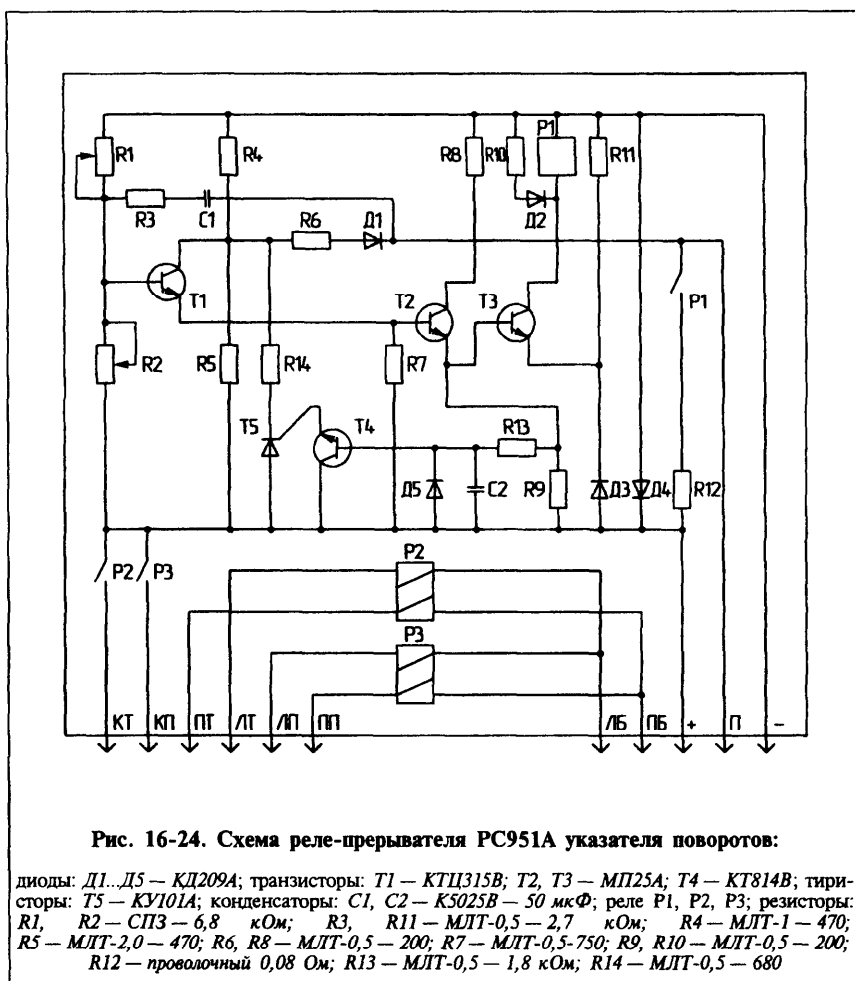 R1
R4
R8
R10
P1
R11
R3
C1
R6
Д1
Д2
T1
T2
T3
P1
R2
R5
R14
R7
T5
T4
R13
Д5
C2
R9
Д3
Д4
R12
P2
P3
P2
P3
КТ
КП
ПТ
ЛТ
ЛП
ПП
ЛБ
ПБ
+
П
−
Рис. 16-24. Схема реле-прерывателя РС951А указателя поворотов:
диоды: Д1...Д5 — КД209А; транзисторы: Т1 — КТЦ315В; Т2, Т3 — МП25А; Т4 — КТ814В; тири-
сторы: Т5 — КУ101А; конденсаторы: С1, С2 — К5025В — 50 мкФ; реле Р1, Р2, Р3; резисторы:
R1, R2 — СП3 — 6,8 кОм; R3, R11 — МЛТ-0,5 — 2,7 кОм; R4 — МЛТ-1 — 470;
R5 — МЛТ-2,0 — 470; R6, R8 — МЛТ-0,5 — 200; R7 — МЛТ-0,5-750; R9, R10 — МЛТ-0,5 — 200;
R12 — проволочный 0,08 Ом; R13 — МЛТ-0,5 — 1,8 кОм; R14 — МЛТ-0,5 — 680